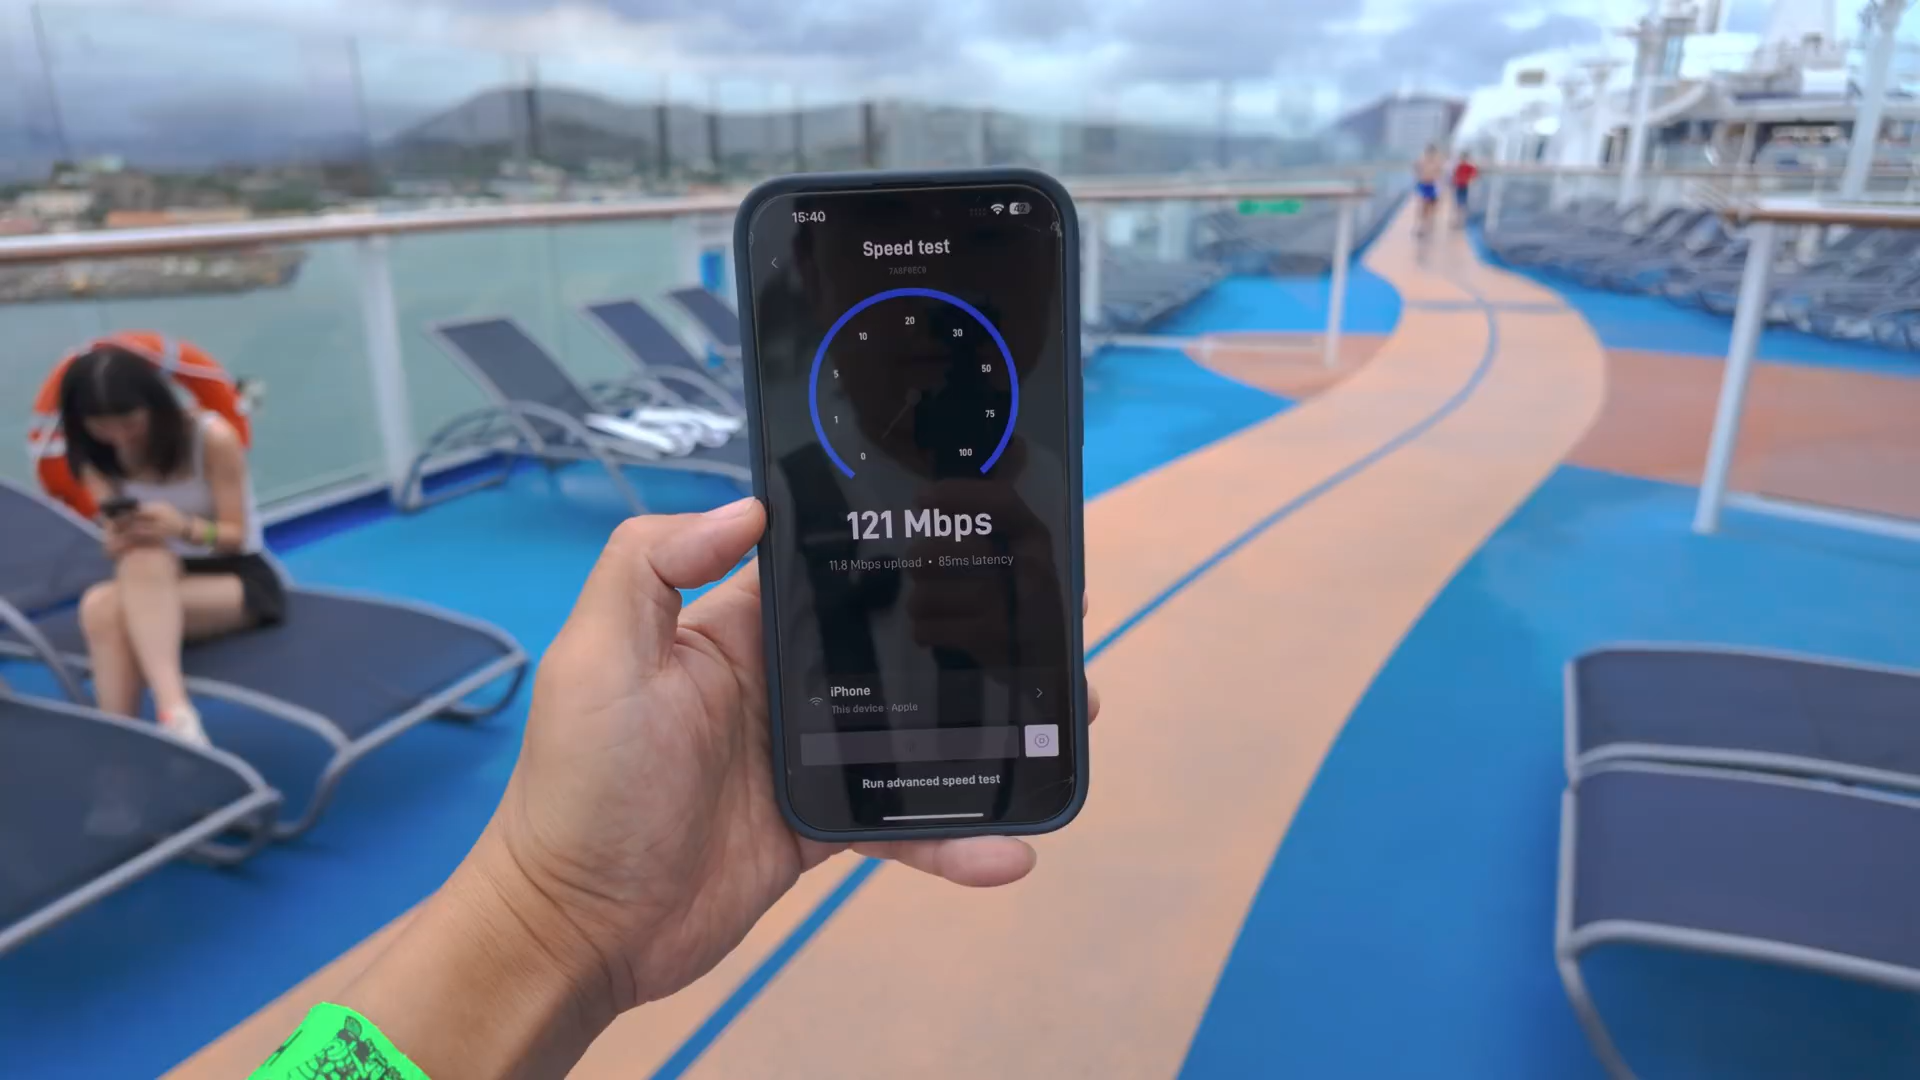 15:40
42
Speed test
20
10
30
5
50
1
75
0
100
121 Mbps
11.8 Mbps upload • 85ms latency
iPhone
This device - Apple
Run advanced speed test